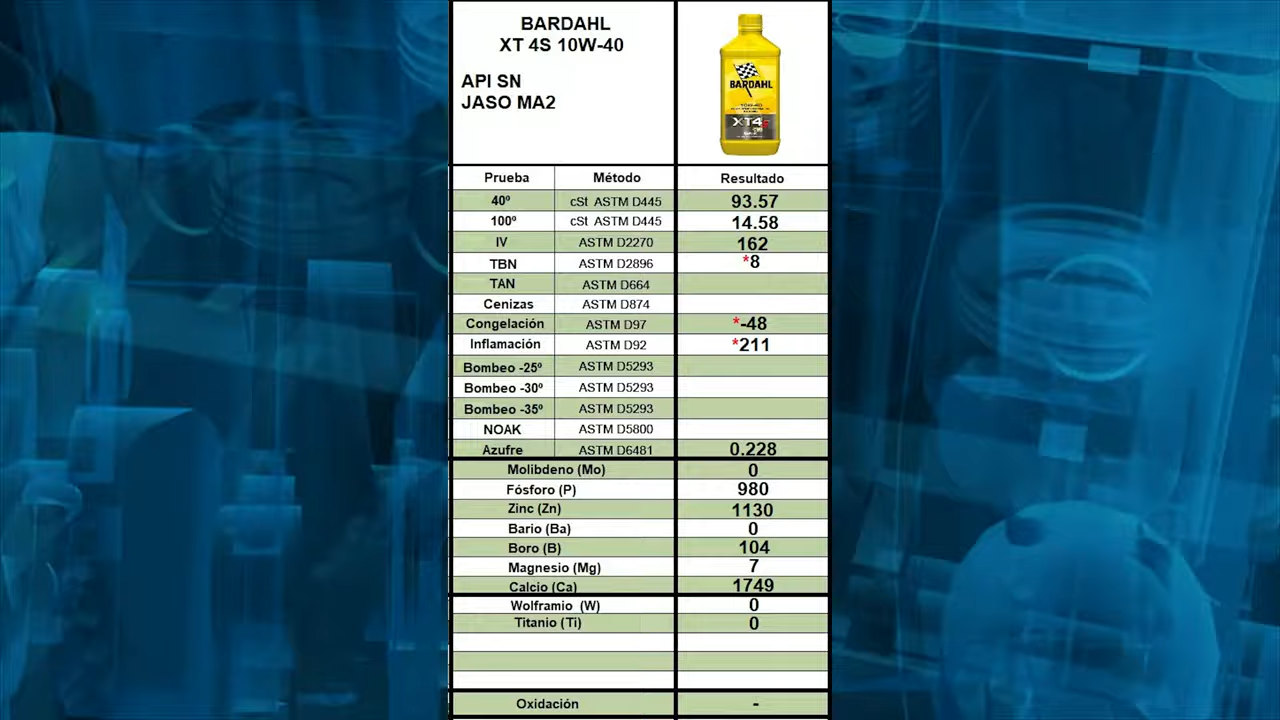 BARDAHL
XT 4S 10W-40
API SN
JASO MA2
BARDAHL
10W-40
XT4
Prueba Método Resultado
40º cSt ASTM D445 93.57
100º cSt ASTM D445 14.58
IV ASTM D2270 162
TBN ASTM D2896 *8
TAN ASTM D664
Cenizas ASTM D874
Congelación ASTM D97 *-48
Inflamación ASTM D92 *211
Bombeo -25º ASTM D5293
Bombeo -30º ASTM D5293
Bombeo -35º ASTM D5293
NOAK ASTM D5800
Azufre ASTM D6481 0.228
Molibdeno (Mo) 0
Fósforo (P) 980
Zinc (Zn) 1130
Bario (Ba) 0
Boro (B) 104
Magnesio (Mg) 7
Calcio (Ca) 1749
Wolframio (W) 0
Titanio (Ti) 0
Oxidación -